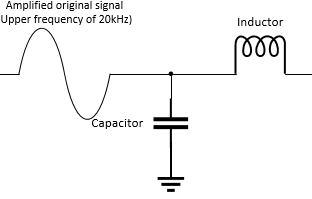 Amplified original signal
Upper frequency of 20kHz)
Inductor
Capacitor